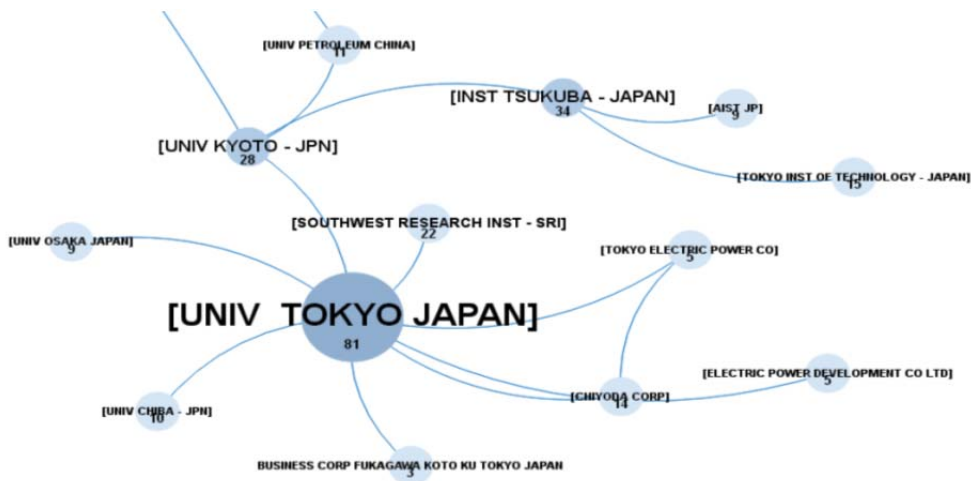 [UNIV PETROLEUM CHINA]
11
[INST TSUKUBA - JAPAN]
34
[AIST JP]
9
[UNIV KYOTO - JPN]
28
[TOKYO INST OF TECHNOLOGY - JAPAN]
15
[SOUTHWEST RESEARCH INST - SRI]
22
[UNIV OSAKA JAPAN]
9
[TOKYO ELECTRIC POWER CO]
5
[UNIV  TOKYO JAPAN]
81
[ELECTRIC POWER DEVELOPMENT CO LTD]
5
[CHIYODA CORP]
14
[UNIV CHIBA - JPN]
10
BUSINESS CORP FUKAGAWA KOTO KU TOKYO JAPAN
3